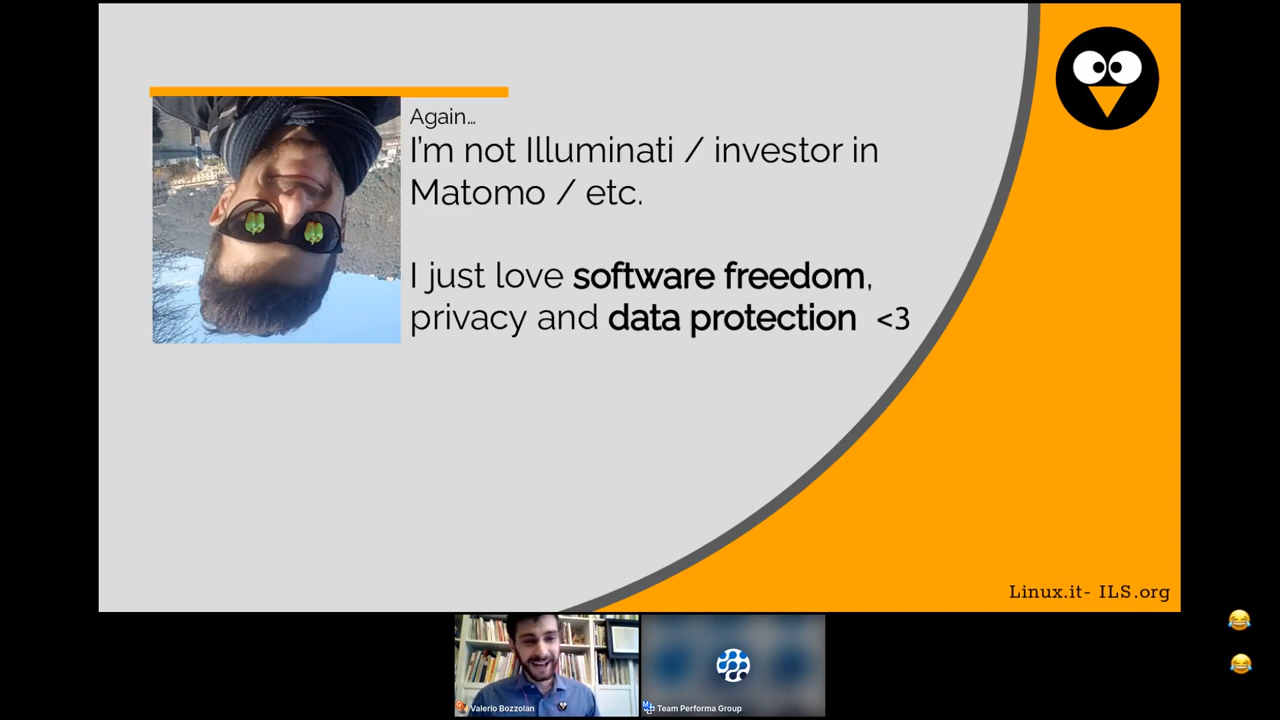 Again…
I'm not Illuminati / investor in
Matomo / etc.
I just love software freedom,
privacy and data protection <3
Linux.it- ILS.org
Valerio Bozzolan
Team Performa Group